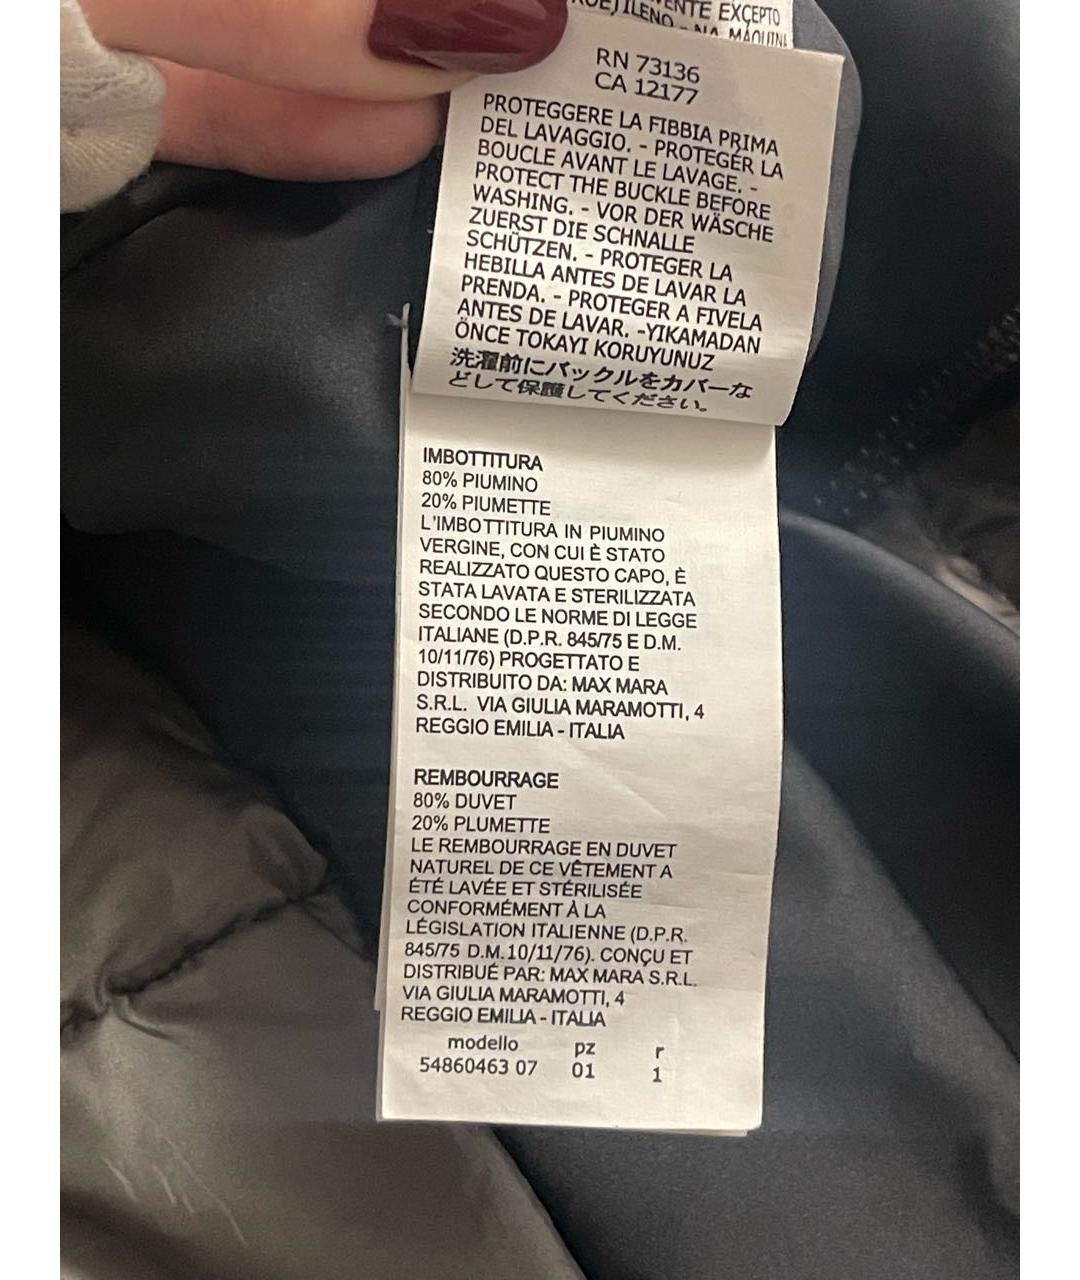 EXCEPTO
RN 73136
CA 12177
PROTEGGERE LA FIBBIA PRIMA
DEL LAVAGGIO. - PROTEGÉR LA
BOUCLE AVANT LE LAVAGE. -
PROTECT THE BUCKLE BEFORE
WASHING. - VOR DER WÄSCHE
ZUERST DIE SCHNALLE
SCHÜTZEN. - PROTEGER LA
HEBILLA ANTES DE LAVAR LA
PRENDA. - PROTEGER A FIVELA
ANTES DE LAVAR. -YIKAMADAN
ÖNCE TOKAYI KORUYUNUZ
洗濯前にバックルをカバーな
どして保護してください。
IMBOTTITURA
80% PIUMINO
20% PIUMETTE
L'IMBOTTITURA IN PIUMINO
VERGINE, CON CUI È STATO
REALIZZATO QUESTO CAPO, È
STATA LAVATA E STERILIZZATA
SECONDO LE NORME DI LEGGE
ITALIANE (D.P.R. 845/75 E D.M.
10/11/76) PROGETTATO E
DISTRIBUITO DA: MAX MARA
S.R.L. VIA GIULIA MARAMOTTI, 4
REGGIO EMILIA - ITALIA
REMBOURRAGE
80% DUVET
20% PLUMETTE
LE REMBOURRAGE EN DUVET
NATUREL DE CE VÊTEMENT A
ÉTÉ LAVÉE ET STÉRILISÉE
CONFORMÉMENT À LA
LÉGISLATION ITALIENNE (D.P.R.
845/75 D.M.10/11/76). CONÇU ET
DISTRIBUÉ PAR: MAX MARA S.R.L.
VIA GIULIA MARAMOTTI, 4
REGGIO EMILIA - ITALIA
modello pz r
54860463 07 01 1